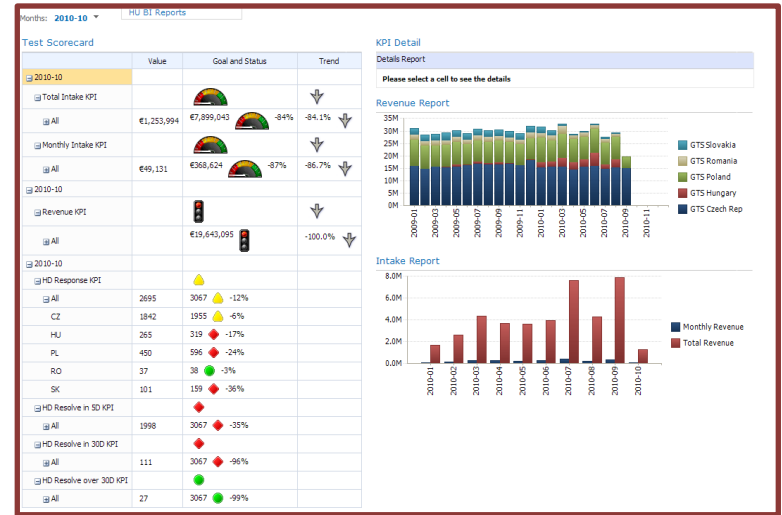 HU BI Reports
Months: 2010-10
Test Scorecard
Value Goal and Status Trend
2010-10
Total Intake KPI
All €1,253,994 €7,899,043 -84% -84.1%
Monthly Intake KPI
All €49,131 €368,624 -87% -86.7%
2010-10
Revenue KPI
All €19,643,095 -100.0%
2010-10
HD Response KPI
All 2695 3067 -12%
CZ 1842 1955 -6%
HU 265 319 -17%
PL 450 596 -24%
RO 37 38 -3%
SK 101 159 -36%
HD Resolve in 5D KPI
All 1998 3067 -35%
HD Resolve in 30D KPI
All 111 3067 -96%
HD Resolve over 30D KPI
All 27 3067 -99%
KPI Detail
Details Report
Please select a cell to see the details
Revenue Report
35M
30M
25M
20M
15M
10M
5M
0M
2009-01 2009-03 2009-05 2009-07 2009-09 2009-11 2010-01 2010-03 2010-05 2010-07 2010-09 2010-11
GTS Slovakia
GTS Romania
GTS Poland
GTS Hungary
GTS Czech Rep
Intake Report
8.0M
6.0M
4.0M
2.0M
0.0M
2010-01 2010-02 2010-03 2010-04 2010-05 2010-06 2010-07 2010-08 2010-09 2010-10
Monthly Revenue
Total Revenue